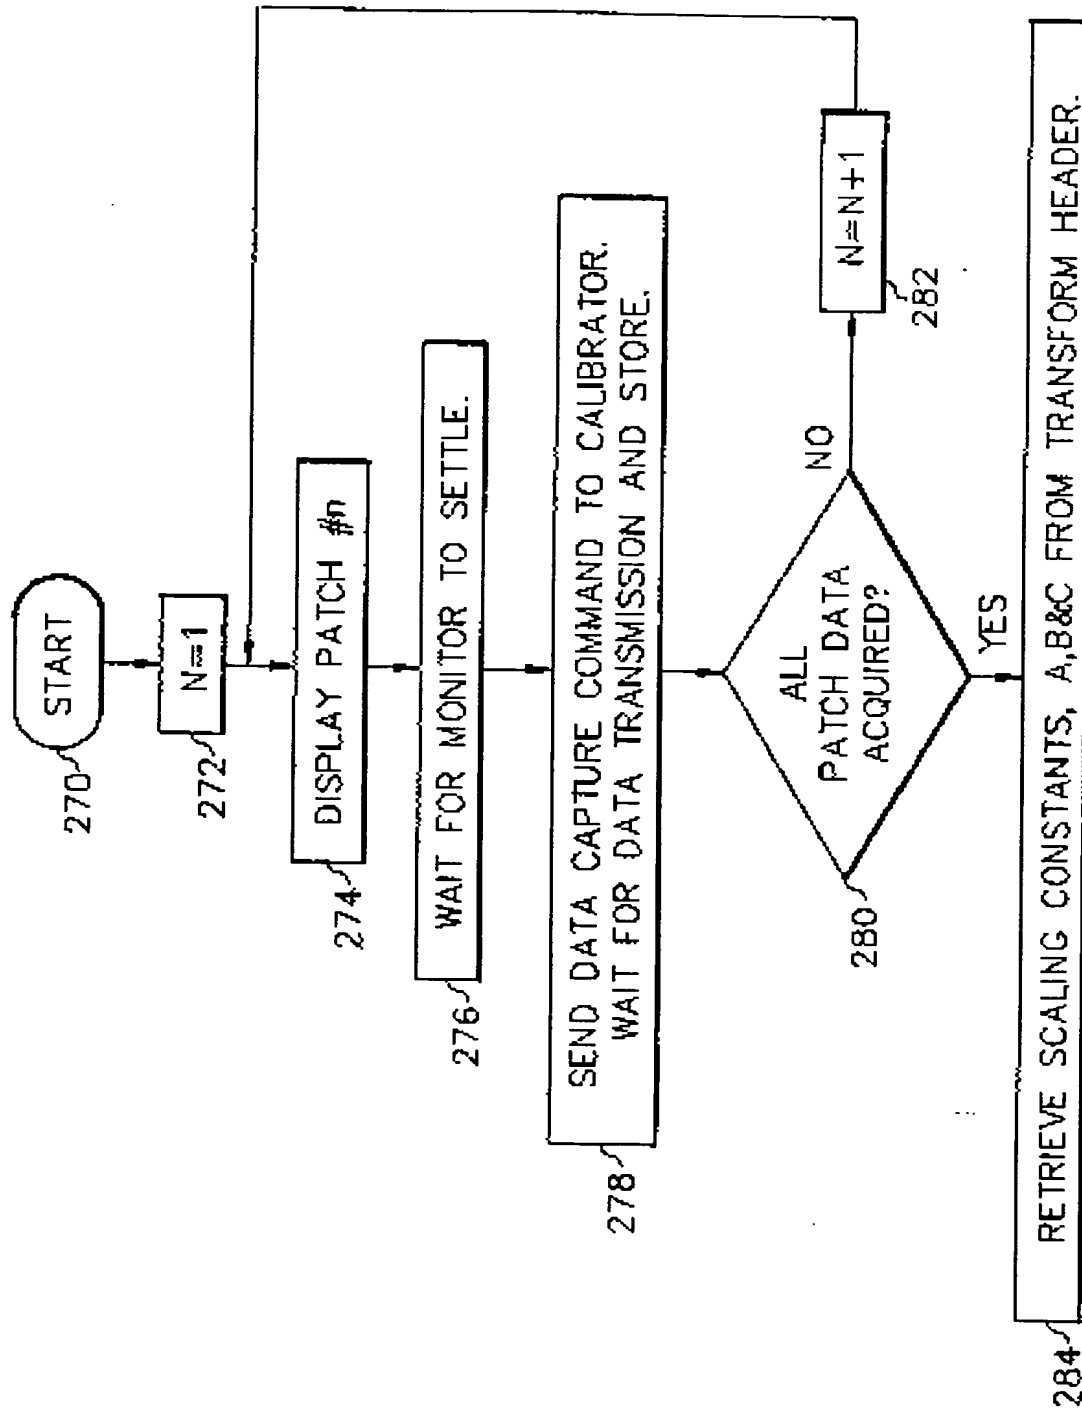 START
270
N=1
272
DISPLAY PATCH #n
274
WAIT FOR MONITOR TO SETTLE.
276
SEND DATA CAPTURE COMMAND TO CALIBRATOR.
WAIT FOR DATA TRANSMISSION AND STORE.
278
ALL
PATCH DATA
ACQUIRED?
280
NO
N=N+1
282
YES
RETRIEVE SCALING CONSTANTS, A,B&C FROM TRANSFORM HEADER.
284